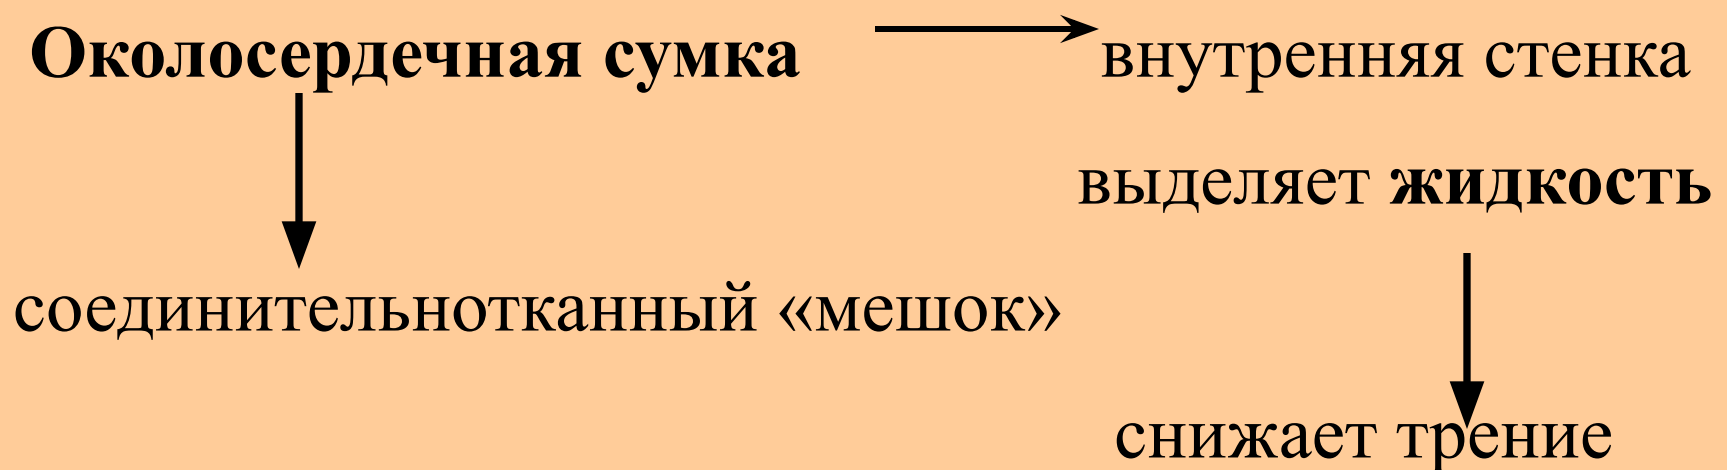 Околосердечная сумка
внутренняя стенка
выделяет жидкость
соединительнотканный «мешок»
снижает трение